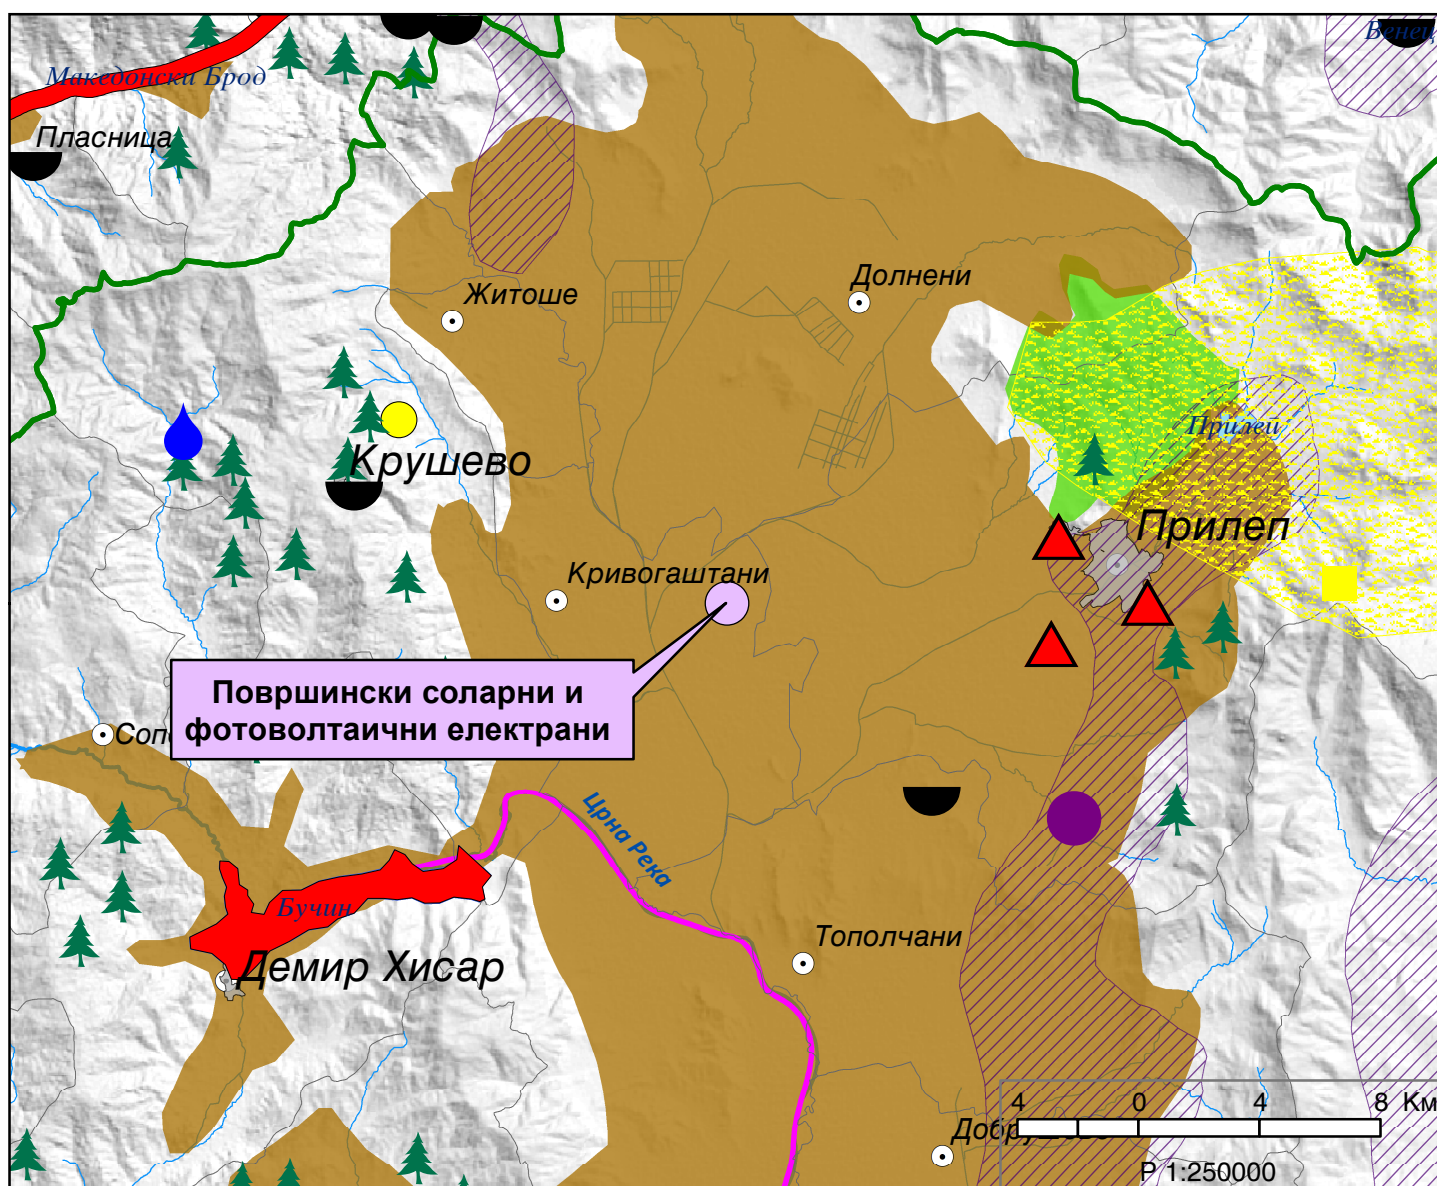 Венец
Македонски Брод
Пласница
Долнени
Житоше
Прилеп
Крушево
Прилеп
Кривогаштани
Површински соларни и
фотоволтаични електрани
Црна Река
Бучин
Тополчани
Демир Хисар
4 0 4 8 Км
Р 1:250000